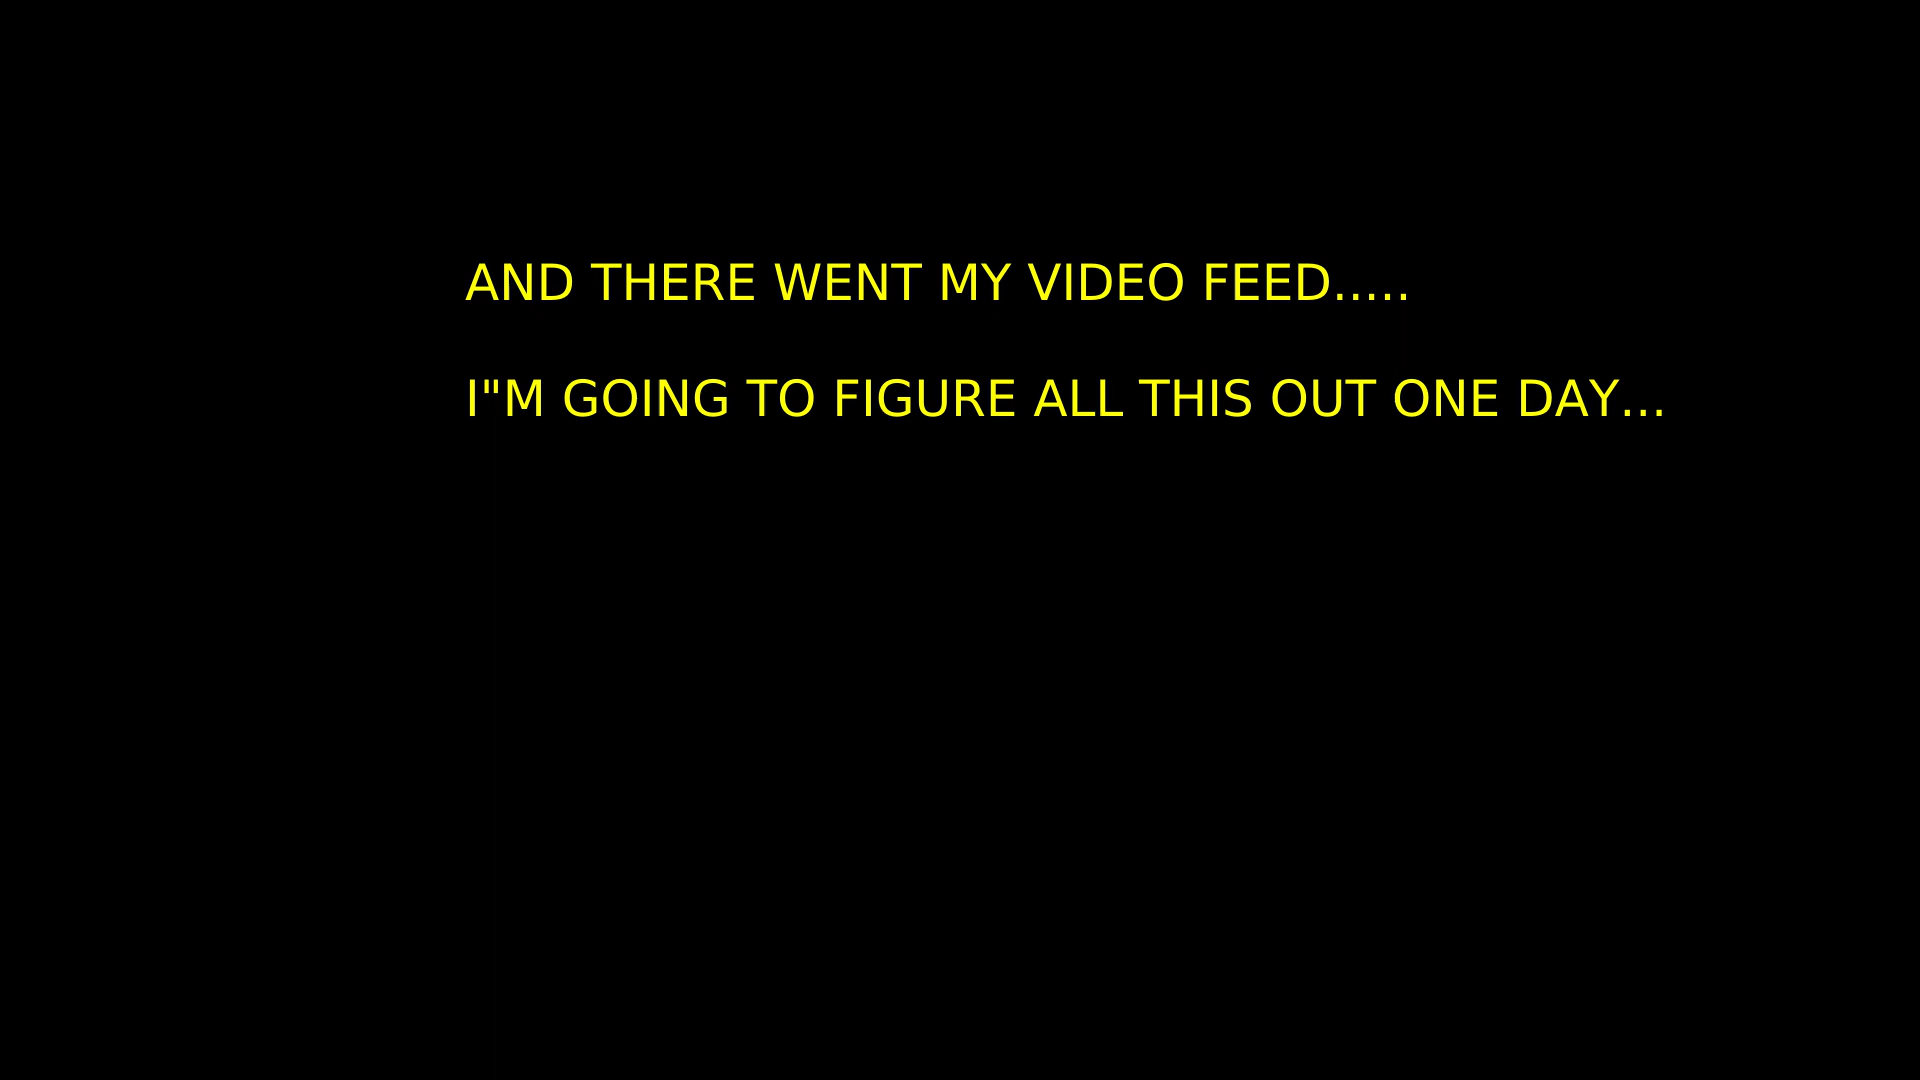 AND THERE WENT MY VIDEO FEED.....
I"M GOING TO FIGURE ALL THIS OUT ONE DAY...